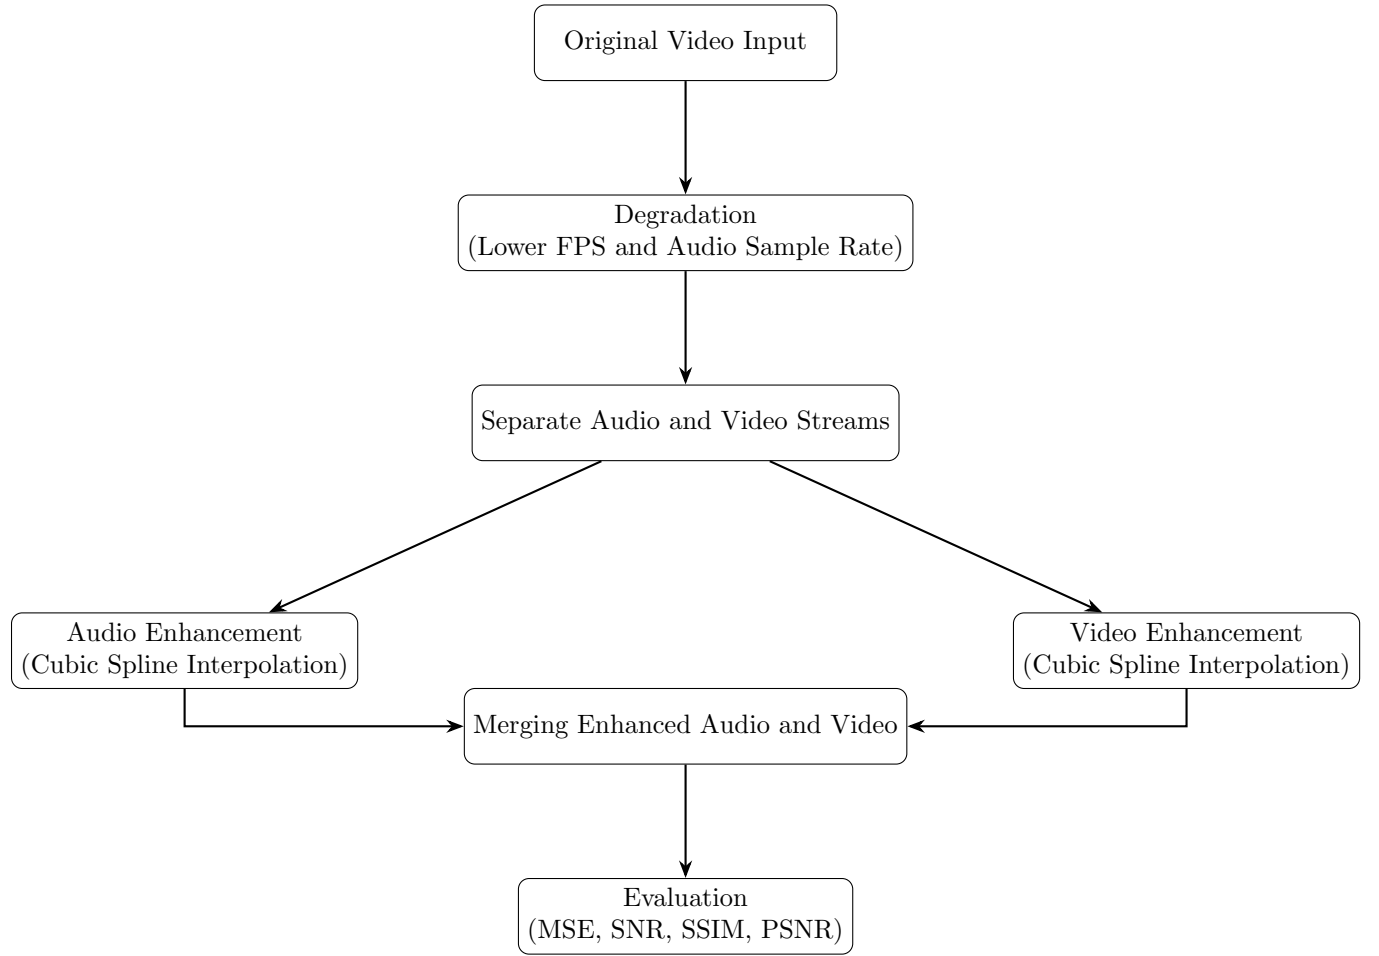 Original Video Input
Degradation
(Lower FPS and Audio Sample Rate)
Separate Audio and Video Streams
Audio Enhancement
(Cubic Spline Interpolation)
Video Enhancement
(Cubic Spline Interpolation)
Merging Enhanced Audio and Video
Evaluation
(MSE, SNR, SSIM, PSNR)